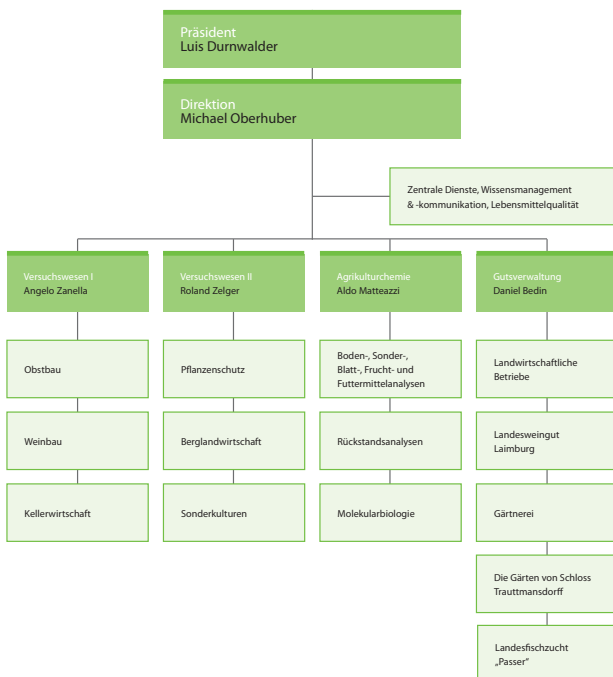 Präsident
Luis Durnwalder
Direktion
Michael Oberhuber
Zentrale Dienste, Wissensmanagement
& -kommunikation, Lebensmittelqualität
Versuchswesen I
Angelo Zanella
Versuchswesen II
Roland Zelger
Agrikulturchemie
Aldo Matteazzi
Gutsverwaltung
Daniel Bedin
Obstbau
Weinbau
Kellerwirtschaft
Pflanzenschutz
Berglandwirtschaft
Sonderkulturen
Boden-, Sonder-,
Blatt-, Frucht- und
Futtermittelanalysen
Rückstandsanalysen
Molekularbiologie
Landwirtschaftliche
Betriebe
Landesweingut
Laimburg
Gärtnerei
Die Gärten von Schloss
Trauttmansdorff
Landesfischzucht
„Passer“